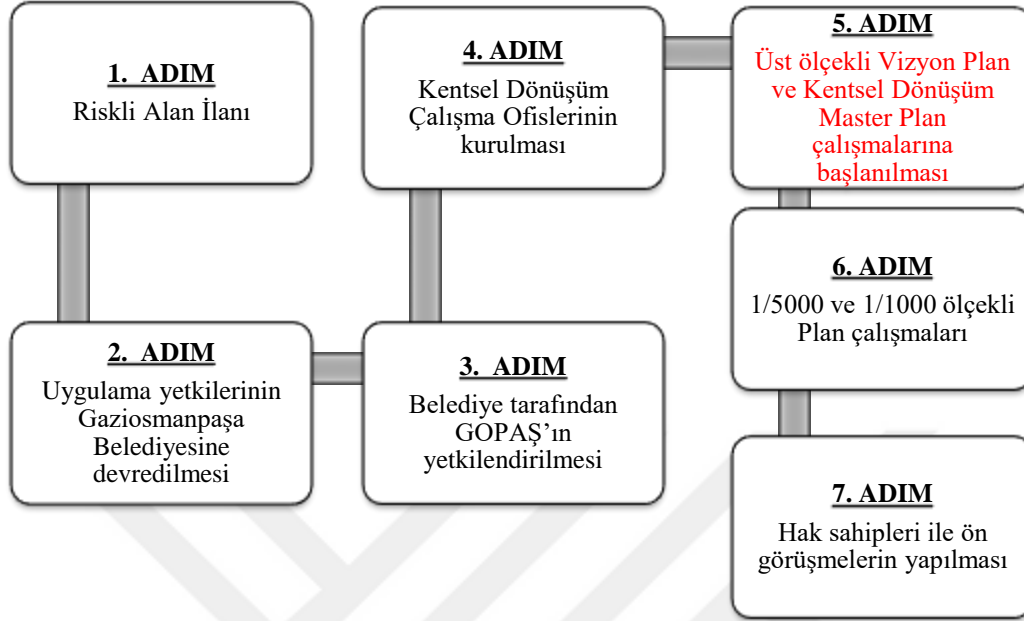 1. ADIM
Riskli Alan İlanı
2. ADIM
Uygulama yetkilerinin
Gaziosmanpaşa
Belediyesine
devredilmesi
3. ADIM
Belediye tarafından
GOPAŞ’ın
yetkilendirilmesi
4. ADIM
Kentsel Dönüşüm
Çalışma Ofislerinin
kurulması
5. ADIM
Üst ölçekli Vizyon Plan
ve Kentsel Dönüşüm
Master Plan
çalışmalarına
başlanılması
6. ADIM
1/5000 ve 1/1000 ölçekli
Plan çalışmaları
7. ADIM
Hak sahipleri ile ön
görüşmelerin yapılması